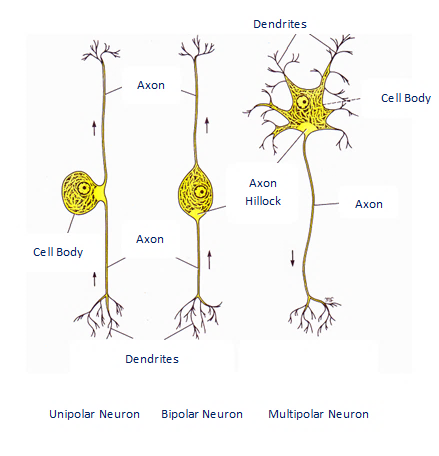 Dendrites
Axon
Cell Body
Axon
Hillock
Axon
Axon
Cell Body
Dendrites
Unipolar Neuron
Bipolar Neuron
Multipolar Neuron